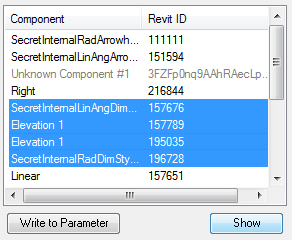 Component Revit ID
SecretInternalRadArrowh... 111111
SecretInternalLinAngArro... 151594
Unknown Component #1 3FZFp0nq9AAhRAecLp...
Right 216844
SecretInternalLinAngDim... 157676
Elevation 1 157789
Elevation 1 195035
SecretInternalRadDimSty... 196728
Linear 157651
Write to Parameter Show